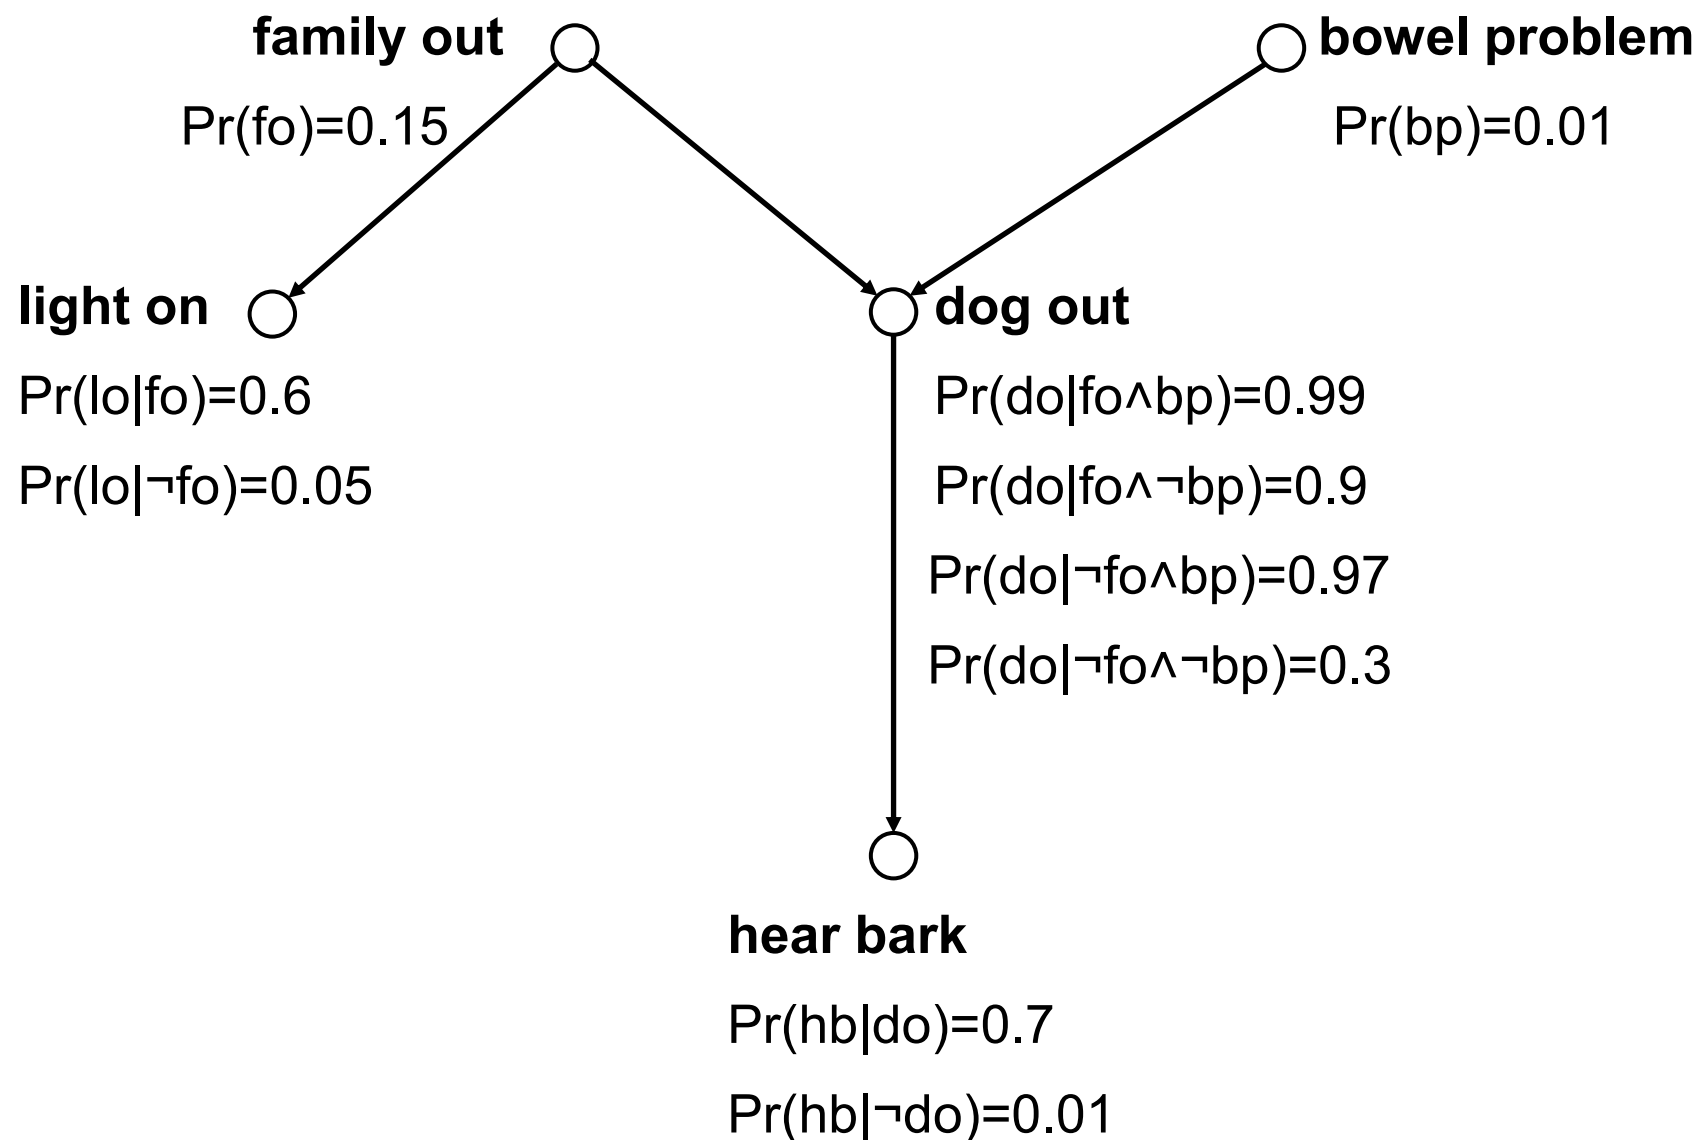 family out
Pr(fo)=0.15
bowel problem
Pr(bp)=0.01
light on
Pr(lo|fo)=0.6
Pr(lo|¬fo)=0.05
dog out
Pr(do|fo˄bp)=0.99
Pr(do|fo˄¬bp)=0.9
Pr(do|¬fo˄bp)=0.97
Pr(do|¬fo˄¬bp)=0.3
hear bark
Pr(hb|do)=0.7
Pr(hb|¬do)=0.01